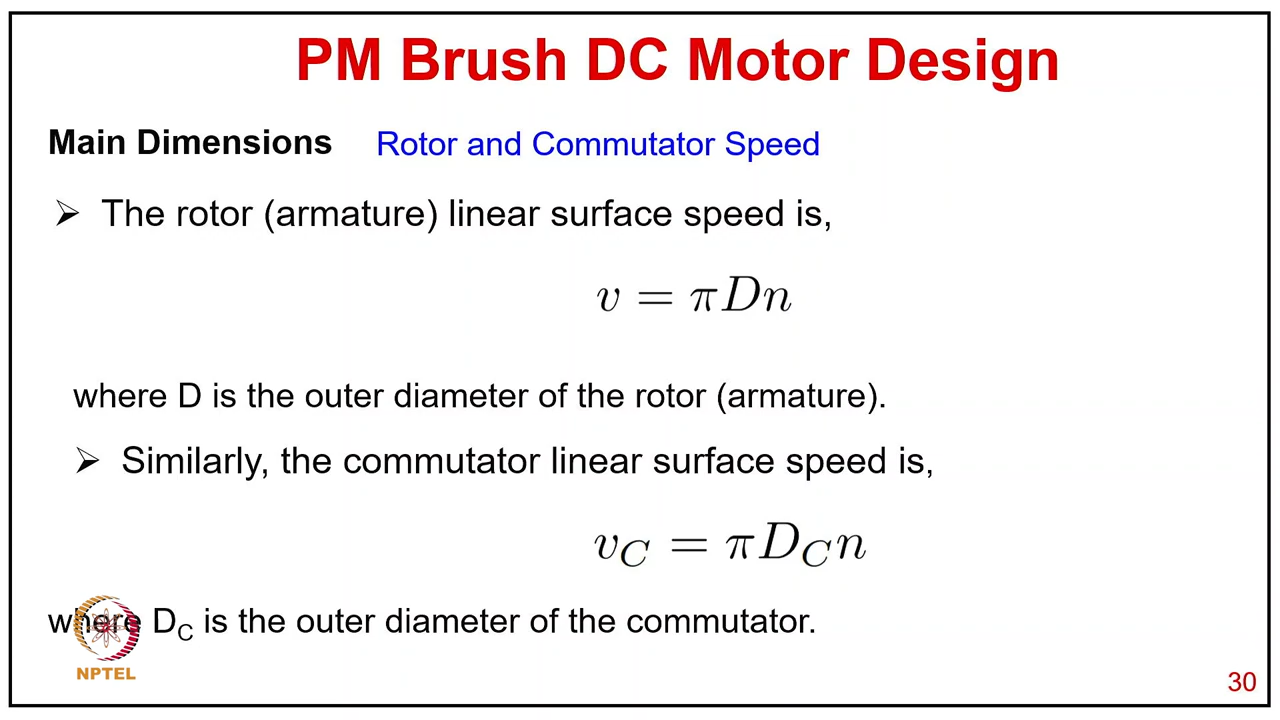 PM Brush DC Motor Design
Main Dimensions Rotor and Commutator Speed
➢ The rotor (armature) linear surface speed is,
v = πDn
where D is the outer diameter of the rotor (armature).
➢ Similarly, the commutator linear surface speed is,
v_C = πD_C n
where D_C is the outer diameter of the commutator.
NPTEL
30